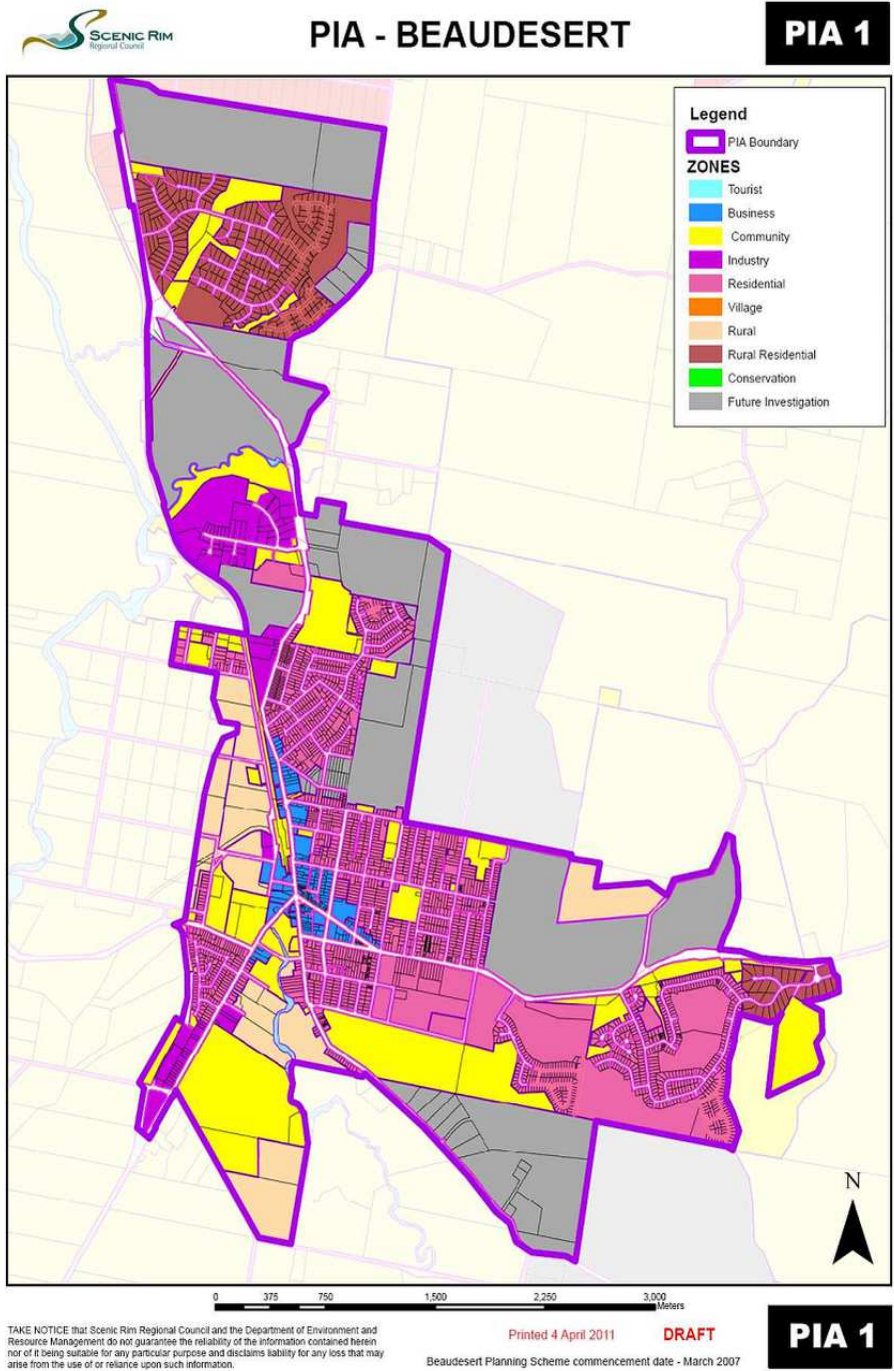 SCENIC RIM
Regional Council
PIA - BEAUDESERT
PIA 1
Legend
PIA Boundary
ZONES
Tourist
Business
Community
Industry
Residential
Village
Rural
Rural Residential
Conservation
Future Investigation
N
0 375 750 1,500 2,250 3,000
Meters
TAKE NOTICE that Scenic Rim Regional Council and the Department of Environment and
Resource Management do not guarantee the reliability of the information contained herein
nor of it being suitable for any particular purpose and disclaims liability for any loss that may
arise from the use of or reliance upon such information.
Printed 4 April 2011 DRAFT
Beaudesert Planning Scheme commencement date - March 2007
PIA 1